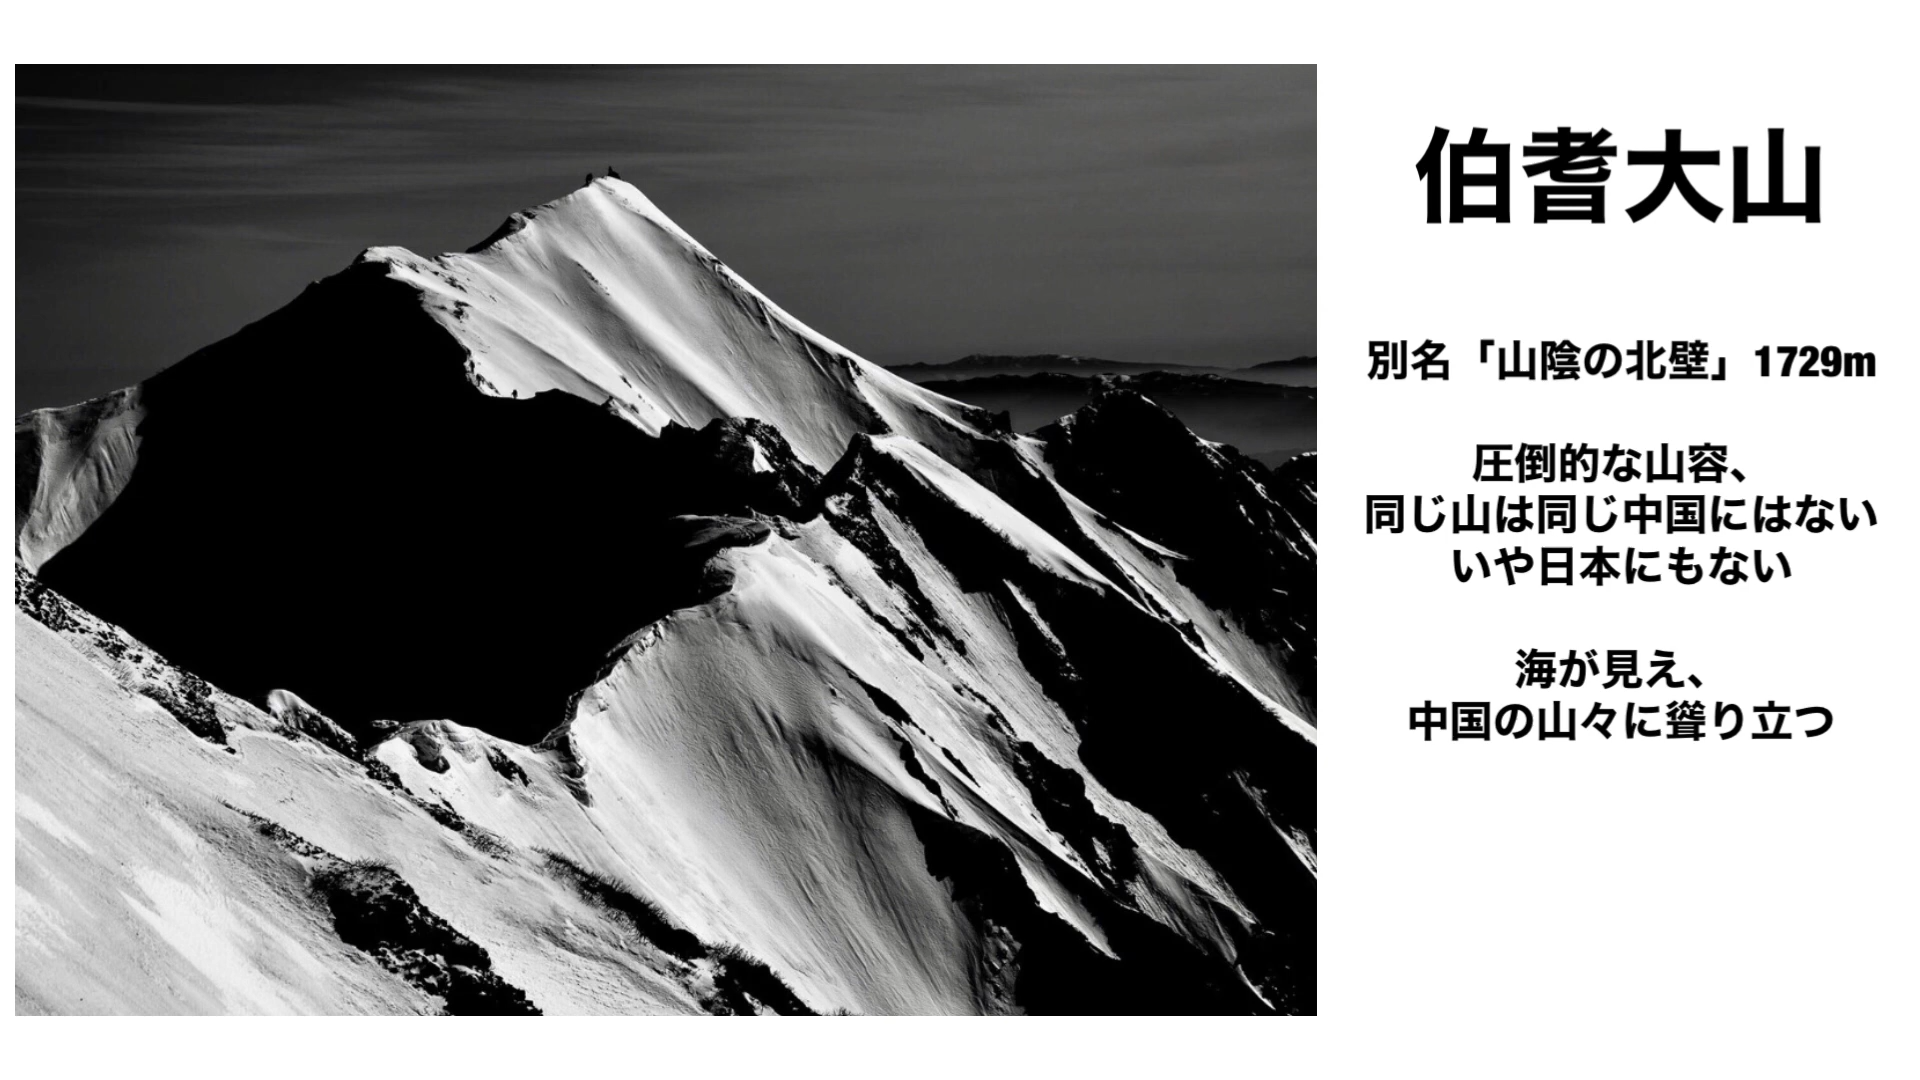 伯耆大山
別名「山陰の北壁」1729m
圧倒的な山容、
同じ山は同じ中国にはない
いや日本にもない
海が見え、
中国の山々に聳り立つ